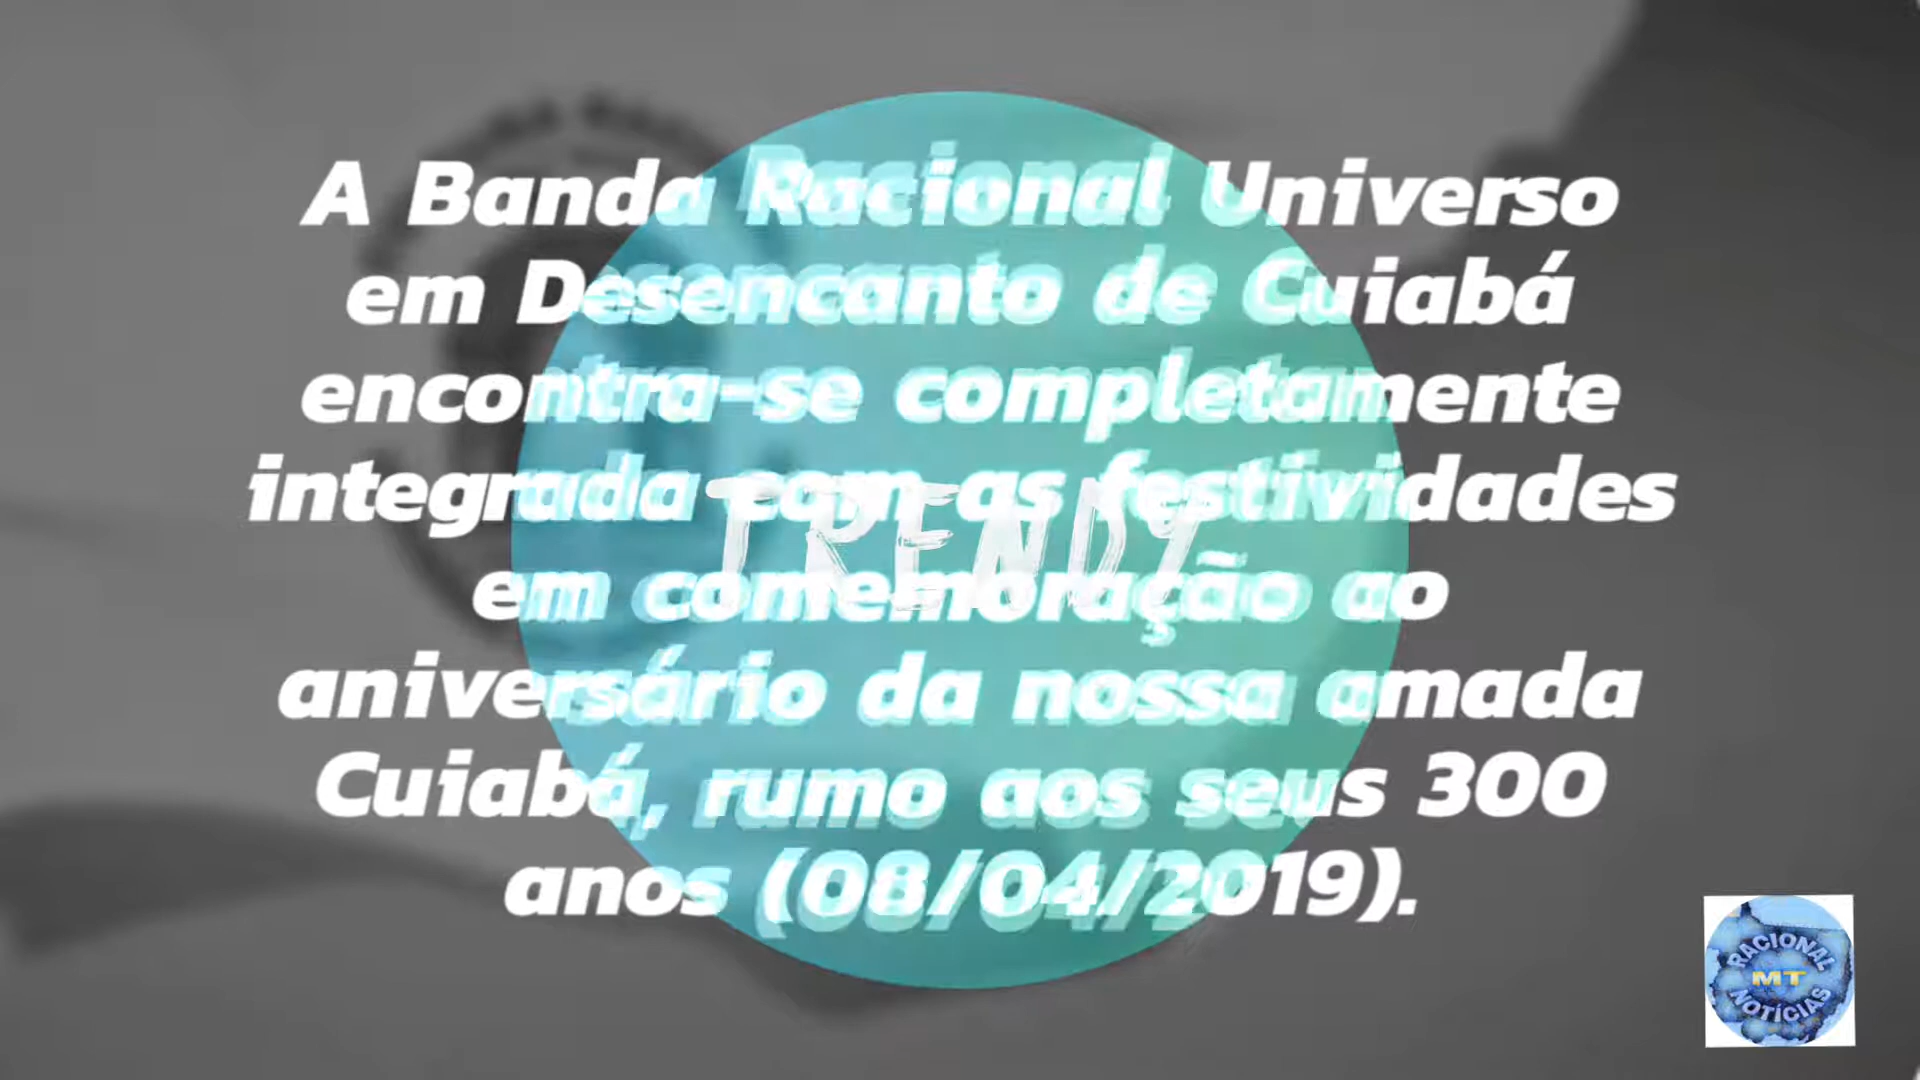 A Banda Racional Universo
em Desencanto de Cuiabá
encontra-se completamente
integrada com as festividades
TRENDY
em comemoração ao
aniversário da nossa amada
Cuiabá, rumo aos seus 300
anos (08/04/2019).
RACIONAL
MT
NOTÍCIAS